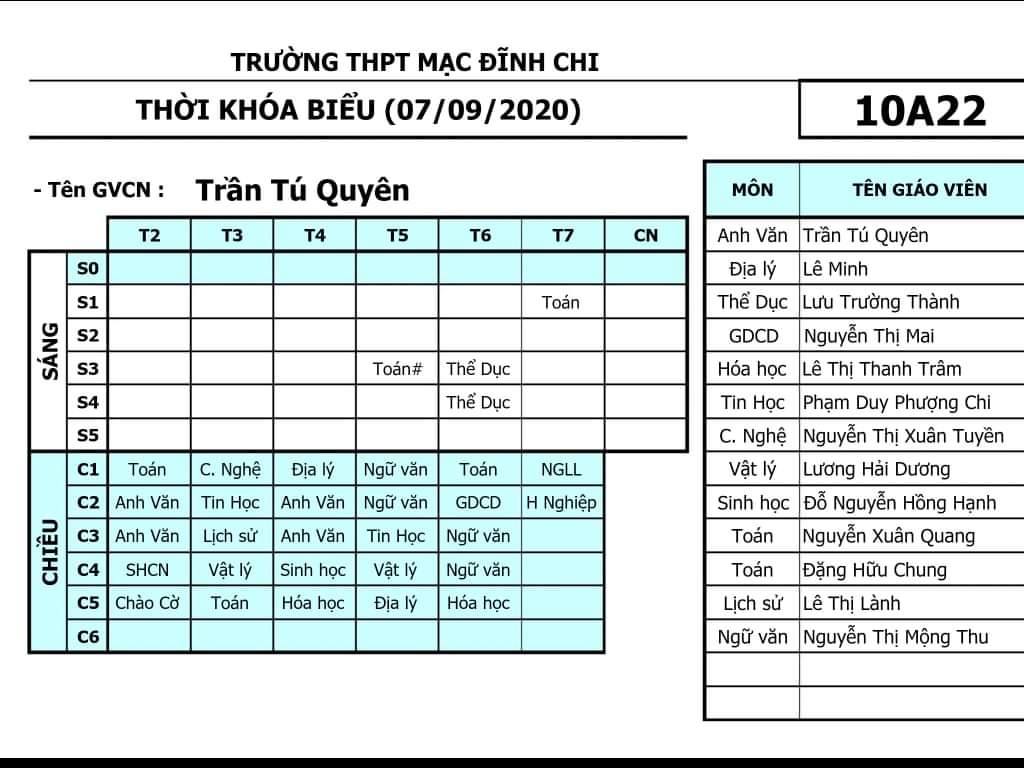 TRƯỜNG THPT MẠC ĐĨNH CHI
THỜI KHÓA BIỂU (07/09/2020)
10A22
- Tên GVCN : Trần Tú Quyên
T2 T3 T4 T5 T6 T7 CN
SÁNG
S0
S1 Toán
S2
S3 Toán# Thể Dục
S4 Thể Dục
S5
CHIỀU
C1 Toán C. Nghệ Địa lý Ngữ văn Toán NGLL
C2 Anh Văn Tin Học Anh Văn Ngữ văn GDCD H Nghiệp
C3 Anh Văn Lịch sử Anh Văn Tin Học Ngữ văn
C4 SHCN Vật lý Sinh học Vật lý Ngữ văn
C5 Chào Cờ Toán Hóa học Địa lý Hóa học
C6
MÔN TÊN GIÁO VIÊN
Anh Văn Trần Tú Quyên
Địa lý Lê Minh
Thể Dục Lưu Trường Thành
GDCD Nguyễn Thị Mai
Hóa học Lê Thị Thanh Trâm
Tin Học Phạm Duy Phượng Chi
C. Nghệ Nguyễn Thị Xuân Tuyền
Vật lý Lương Hải Dương
Sinh học Đỗ Nguyễn Hồng Hạnh
Toán Nguyễn Xuân Quang
Toán Đặng Hữu Chung
Lịch sử Lê Thị Lành
Ngữ văn Nguyễn Thị Mộng Thu